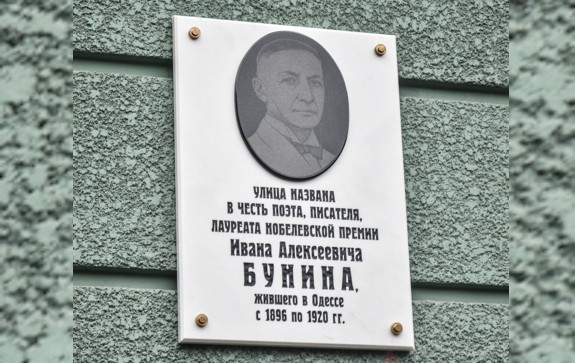 УЛИЦА НАЗВАНА
В ЧЕСТЬ ПОЭТА, ПИСАТЕЛЯ,
ЛАУРЕАТА НОБЕЛЕВСКОЙ ПРЕМИИ
Ивана Алексеевича
БУНИНА,
жившего в Одессе
с 1896 по 1920 гг.